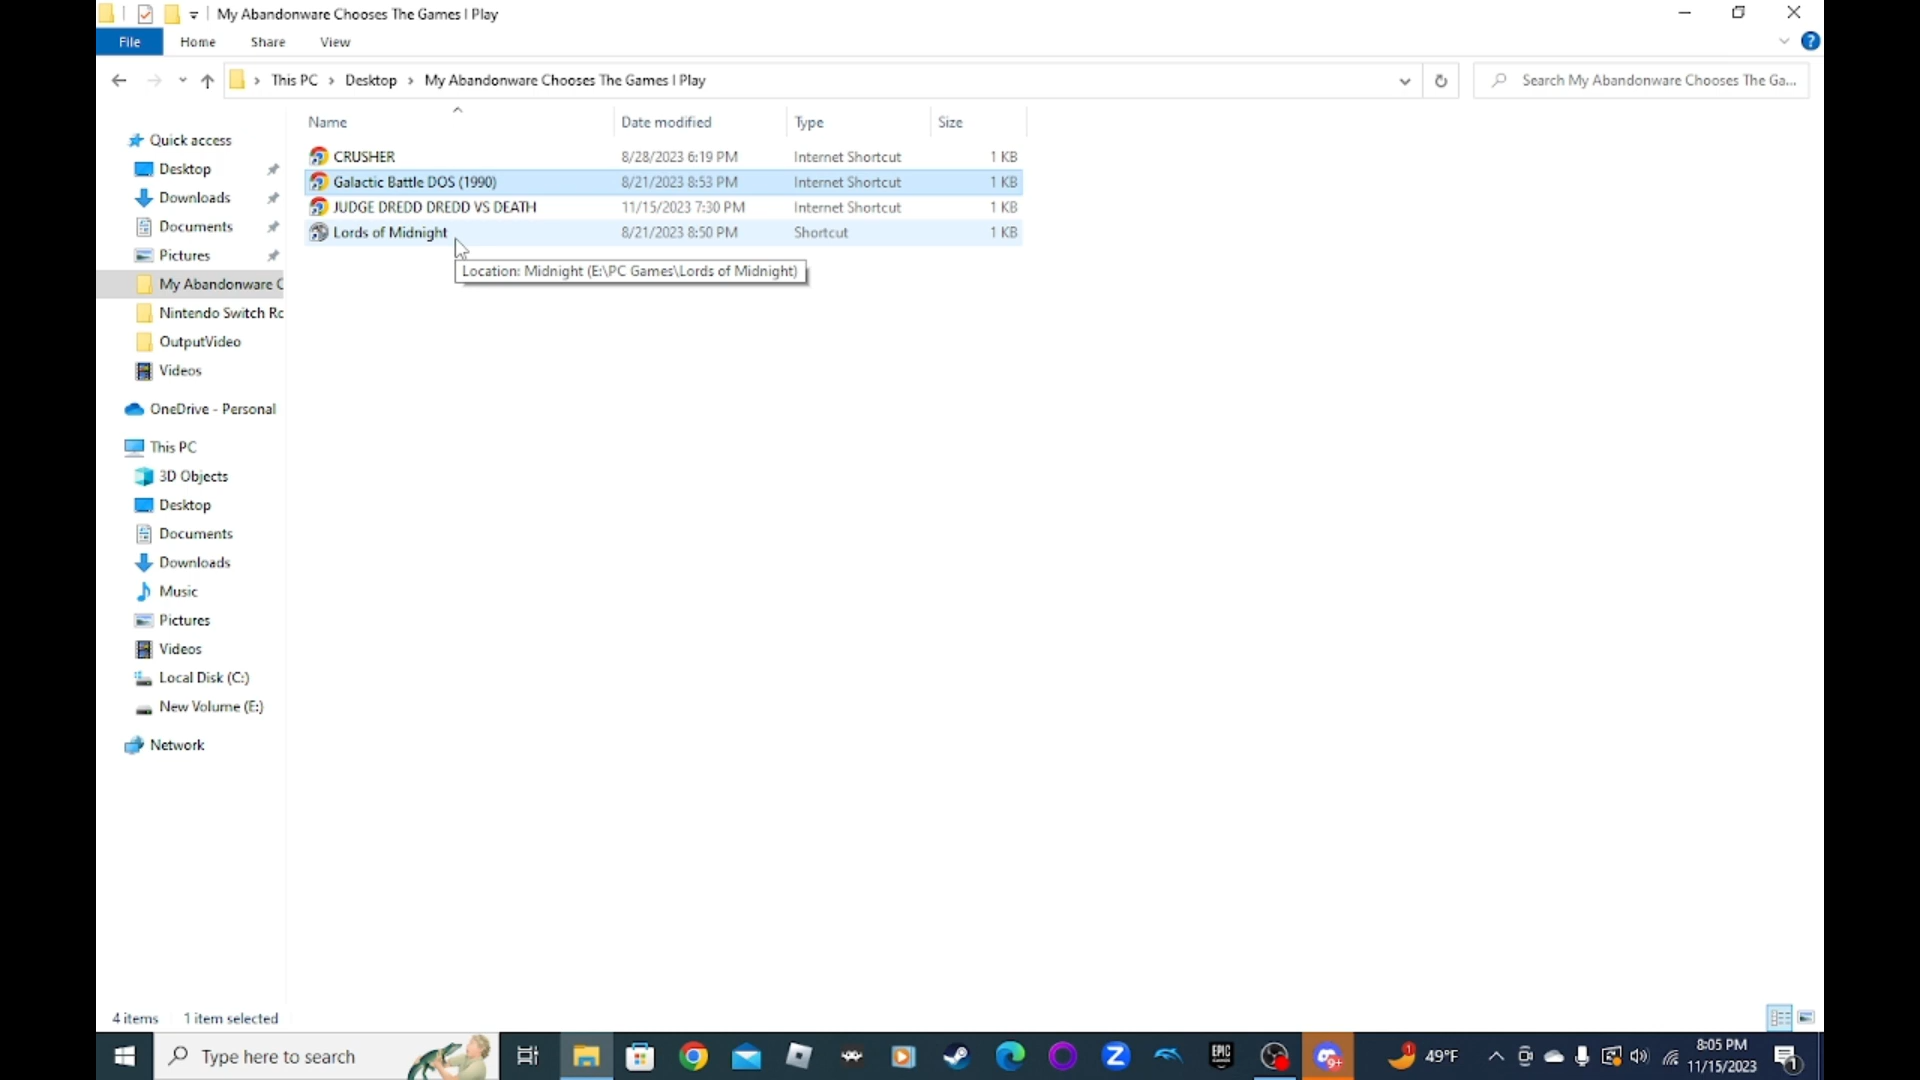 My Abandonware Chooses The Games I Play
File Home Share View
This PC Desktop My Abandonware Chooses The Games I Play
Search My Abandonware Chooses The Ga...
Name Date modified Type Size
CRUSHER 8/28/2023 6:19 PM Internet Shortcut 1 KB
Galactic Battle DOS (1990) 8/21/2023 8:53 PM Internet Shortcut 1 KB
JUDGE DREDD DREDD VS DEATH 11/15/2023 7:30 PM Internet Shortcut 1 KB
Lords of Midnight 8/21/2023 8:50 PM Shortcut 1 KB
Location: Midnight (E:\PC Games\Lords of Midnight)
Quick access
Desktop
Downloads
Documents
Pictures
My Abandonware C
Nintendo Switch Rc
OutputVideo
Videos
OneDrive - Personal
This PC
3D Objects
Desktop
Documents
Downloads
Music
Pictures
Videos
Local Disk (C:)
New Volume (E:)
Network
4 items 1 item selected
Type here to search
EPIC
9+
49°F
8:05 PM
11/15/2023
1